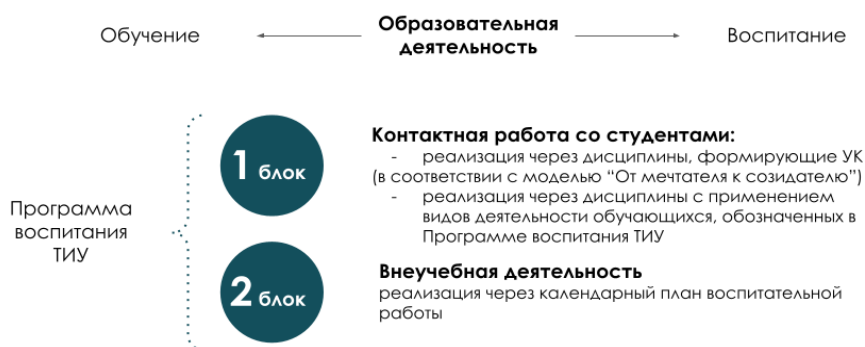 Обучение
Образовательная
деятельность
Воспитание
Программа
воспитания
ТИУ
1 блок
Контактная работа со студентами:
- реализация через дисциплины, формирующие УК
(в соответствии с моделью “От мечтателя к созидателю”)
- реализация через дисциплины с применением
видов деятельности обучающихся, обозначенных в
Программе воспитания ТИУ
2 блок
Внеучебная деятельность
реализация через календарный план воспитательной
работы